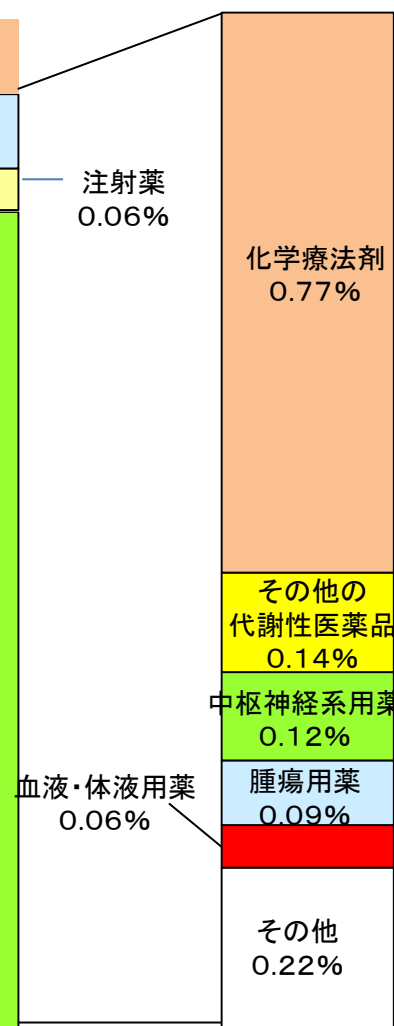 注射薬
0.06%
化学療法剤
0.77%
その他の
代謝性医薬品
0.14%
中枢神経系用薬
0.12%
血液・体液用薬
0.06%
腫瘍用薬
0.09%
その他
0.22%